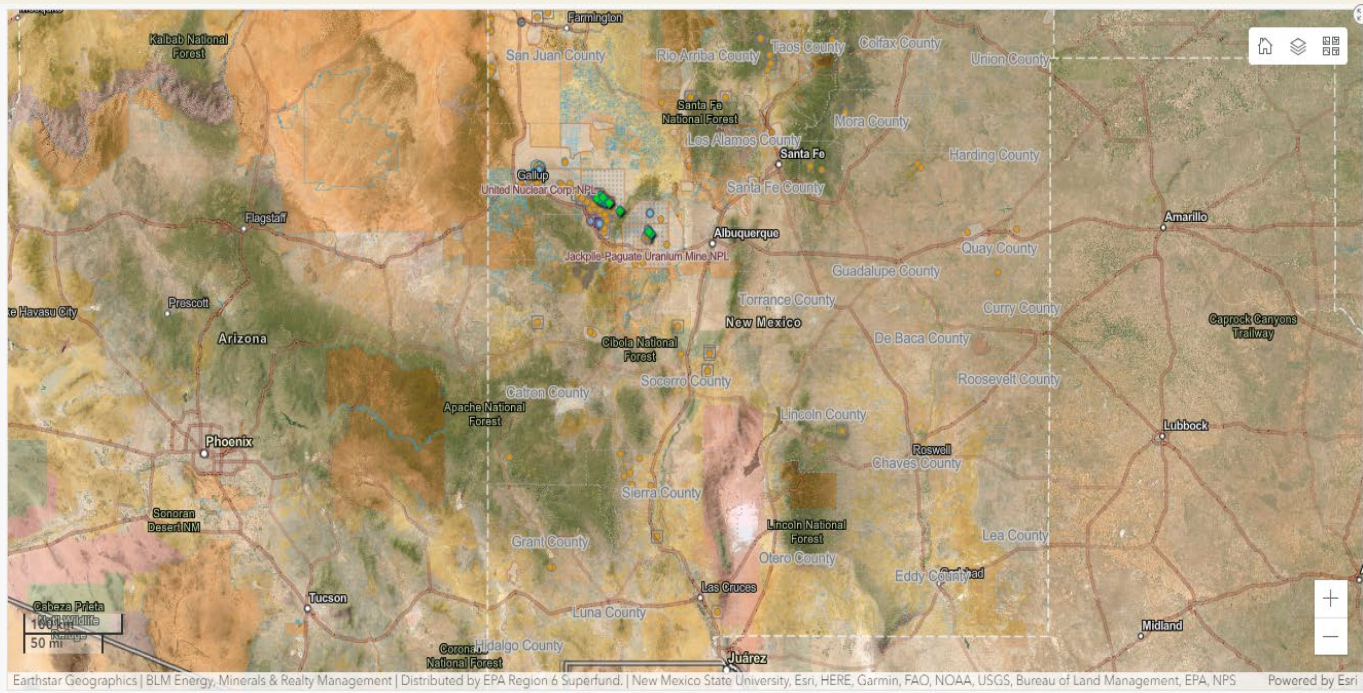 Farmington
Kaibab National
Forest
San Juan County
Rio Arriba County
Taos County
Colfax County
Union County
Santa Fe
National Forest
Mora County
Los Alamos County
Harding County
Santa Fe
Gallup
United Nuclear Corp. NPL
Santa Fe County
Flagstaff
Amarillo
Albuquerque
Quay County
Jackpile-Paguate Uranium Mine NPL
Guadalupe County
Prescott
Torrance County
Curry County
Havasu City
Arizona
New Mexico
Caprock Canyons
Trailway
Cibola National
Forest
De Baca County
Socorro County
Roosevelt County
Catron County
Apache National
Forest
Lincoln County
Lubbock
Phoenix
Roswell
Chaves County
Sierra County
Sonoran
Desert NM
Lincoln National
Forest
Lea County
Grant County
Otero County
Eddy County
Las Cruces
Tucson
Luna County
Cabeza Prieta
100 km
Refuge
50 mi
Midland
Hidalgo County
National Forest
Juárez
Earthstar Geographics | BLM Energy, Minerals & Realty Management | Distributed by EPA Region 6 Superfund. | New Mexico State University, Esri, HERE, Garmin, FAO, NOAA, USGS, Bureau of Land Management, EPA, NPS
Powered by Esri